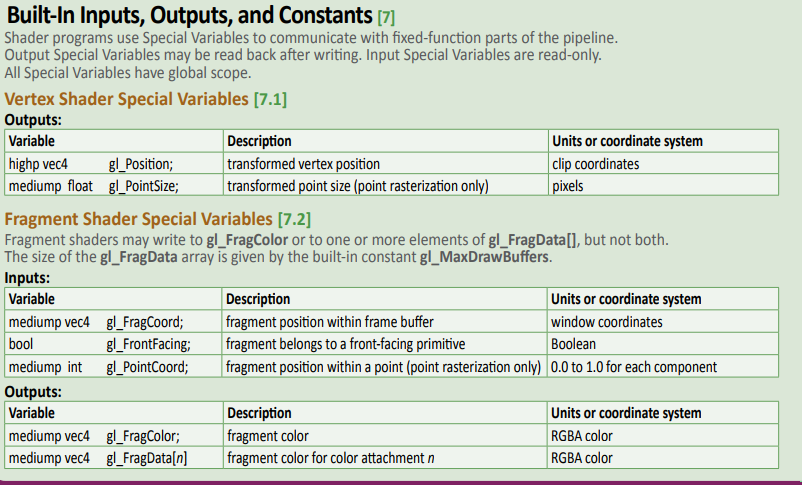 Built-In Inputs, Outputs, and Constants [7]
Shader programs use Special Variables to communicate with fixed-function parts of the pipeline.
Output Special Variables may be read back after writing. Input Special Variables are read-only.
All Special Variables have global scope.
Vertex Shader Special Variables [7.1]
Outputs:
Variable Description Units or coordinate system
highp vec4 gl_Position; transformed vertex position clip coordinates
mediump float gl_PointSize; transformed point size (point rasterization only) pixels
Fragment Shader Special Variables [7.2]
Fragment shaders may write to gl_FragColor or to one or more elements of gl_FragData[], but not both.
The size of the gl_FragData array is given by the built-in constant gl_MaxDrawBuffers.
Inputs:
Variable Description Units or coordinate system
mediump vec4 gl_FragCoord; fragment position within frame buffer window coordinates
bool gl_FrontFacing; fragment belongs to a front-facing primitive Boolean
mediump int gl_PointCoord; fragment position within a point (point rasterization only) 0.0 to 1.0 for each component
Outputs:
Variable Description Units or coordinate system
mediump vec4 gl_FragColor; fragment color RGBA color
mediump vec4 gl_FragData[n] fragment color for color attachment n RGBA color